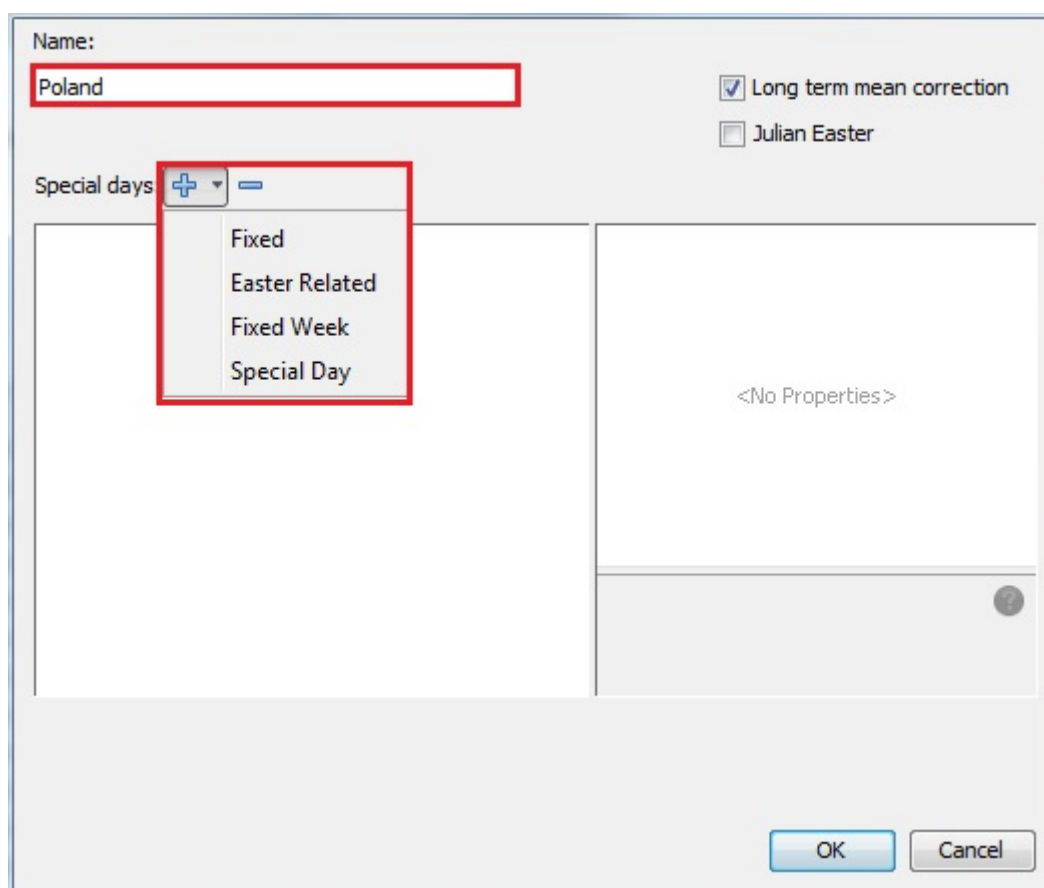 Name:
Poland
Long term mean correction
Julian Easter
Special days
Fixed
Easter Related
Fixed Week
Special Day
<No Properties>
?
OK
Cancel